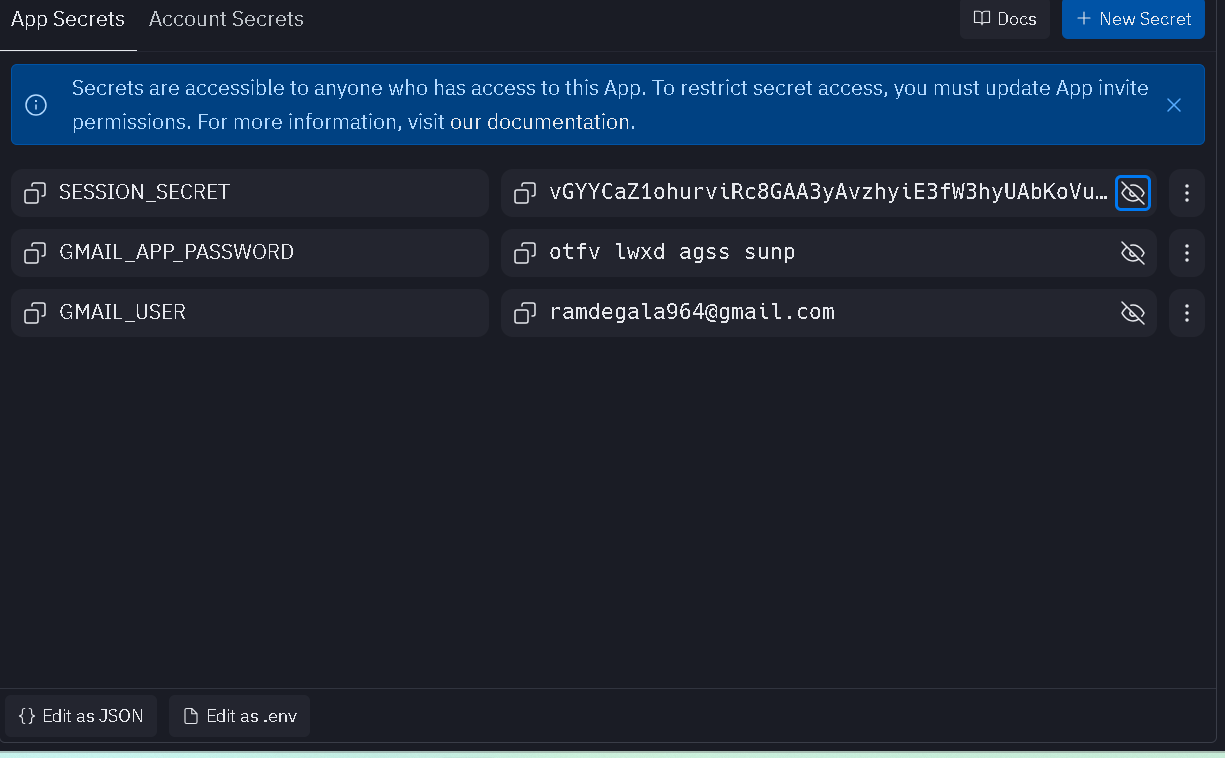 App Secrets
Account Secrets
Docs
New Secret
Secrets are accessible to anyone who has access to this App. To restrict secret access, you must update App invite
permissions. For more information, visit our documentation.
SESSION_SECRET
vGYYCaZ1ohurviRc8GAA3yAvzhyiE3fW3hyUAbKoVu…
GMAIL_APP_PASSWORD
otfv lwxd agss sunp
GMAIL_USER
ramdegala964@gmail.com
{} Edit as JSON
Edit as .env